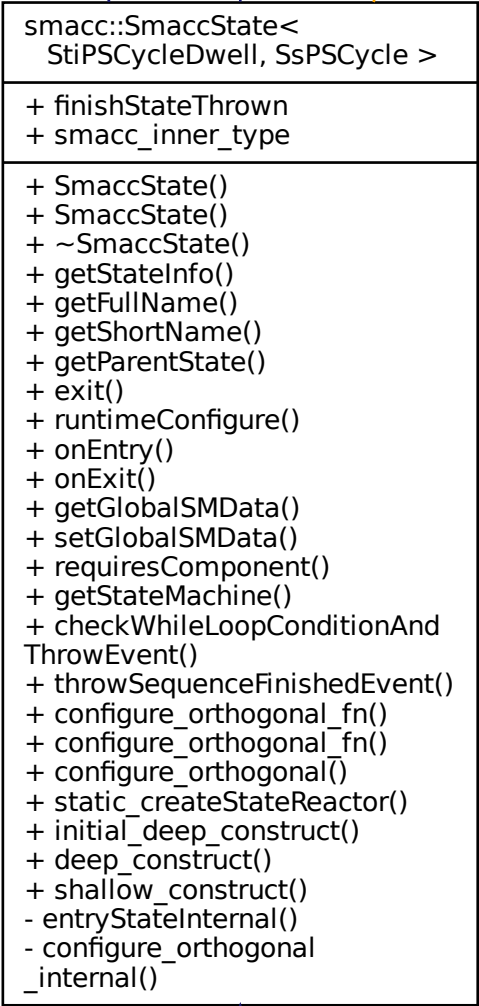 smacc::SmaccState<
StiPSCycleDwell, SsPSCycle >
+ finishStateThrown
+ smacc_inner_type
+ SmaccState()
+ SmaccState()
+ ~SmaccState()
+ getStateInfo()
+ getFullName()
+ getShortName()
+ getParentState()
+ exit()
+ runtimeConfigure()
+ onEntry()
+ onExit()
+ getGlobalSMData()
+ setGlobalSMData()
+ requiresComponent()
+ getStateMachine()
+ checkWhileLoopConditionAnd
ThrowEvent()
+ throwSequenceFinishedEvent()
+ configure_orthogonal_fn()
+ configure_orthogonal_fn()
+ configure_orthogonal()
+ static_createStateReactor()
+ initial_deep_construct()
+ deep_construct()
+ shallow_construct()
- entryStateInternal()
- configure_orthogonal
_internal()